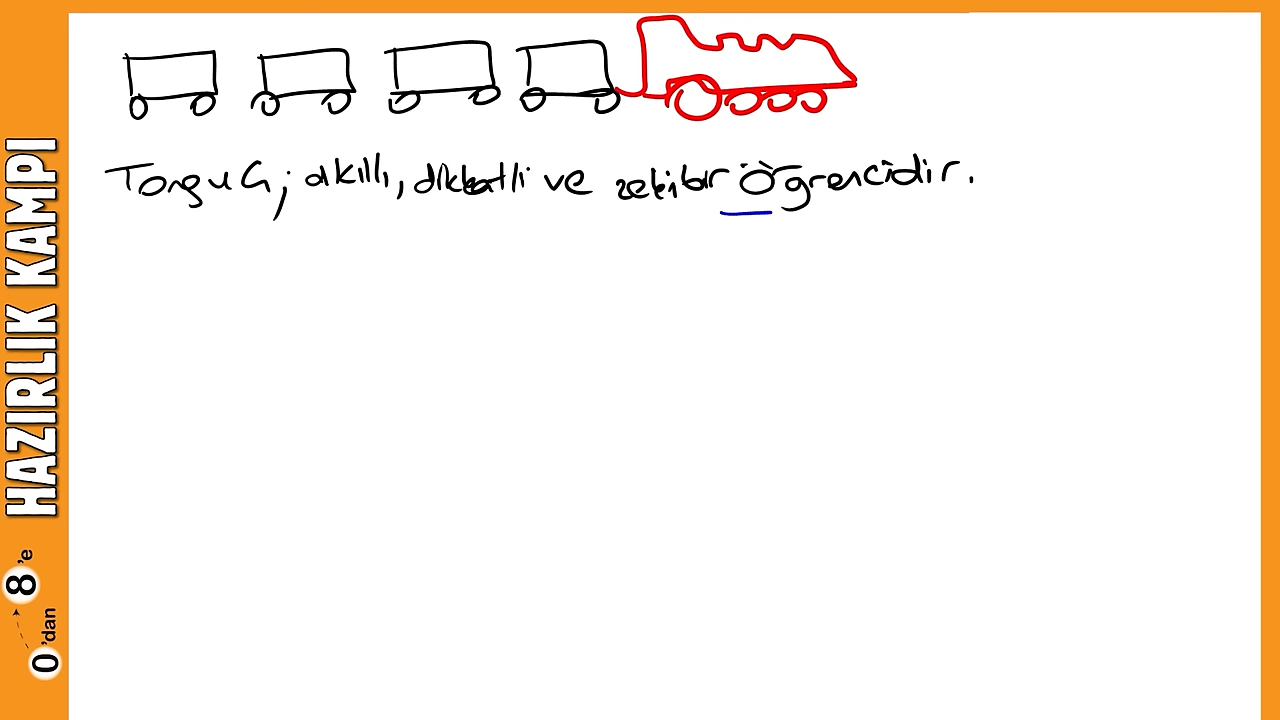 TonguÇ; akıllı, dikkatli ve zeki bir öğrencidir.
HAZIRLIK KAMPI
0'dan 8'e